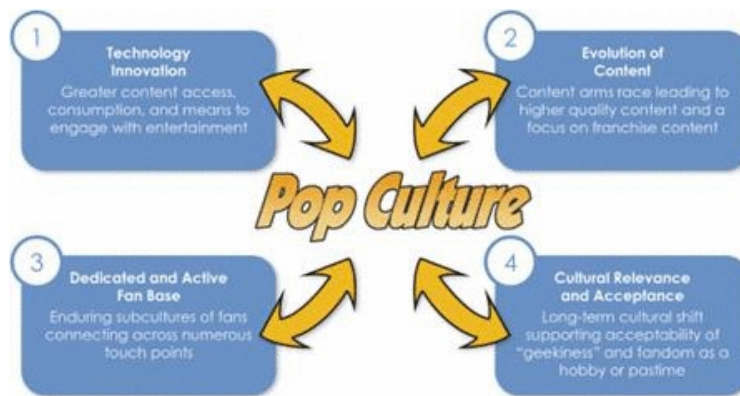 1
Technology
Innovation
Greater content access,
consumption, and means to
engage with entertainment
2
Evolution of
Content
Content arms race leading to
higher quality content and a
focus on franchise content
Pop Culture
3
Dedicated and Active
Fan Base
Enduring subcultures of fans
connecting across numerous
touch points
4
Cultural Relevance
and Acceptance
Long-term cultural shift
supporting acceptability of
"geekiness" and fandom as a
hobby or pastime